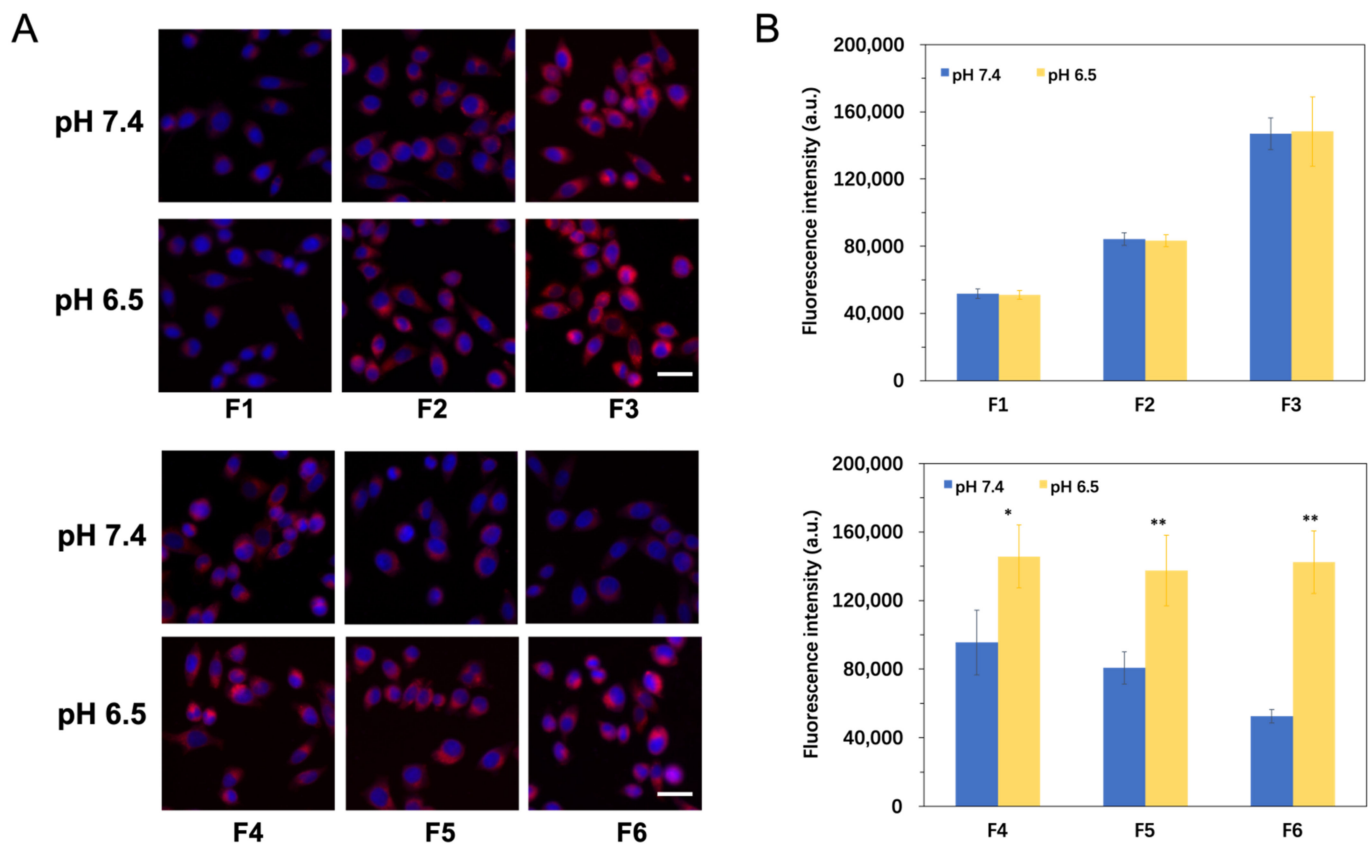 A
pH 7.4
pH 6.5
F1 F2 F3
pH 7.4
pH 6.5
F4 F5 F6
B
Fluorescence intensity (a.u.)
200,000
160,000
120,000
80,000
40,000
0
pH 7.4 pH 6.5
F1 F2 F3
Fluorescence intensity (a.u.)
200,000
160,000
120,000
80,000
40,000
0
pH 7.4 pH 6.5
* ** **
F4 F5 F6